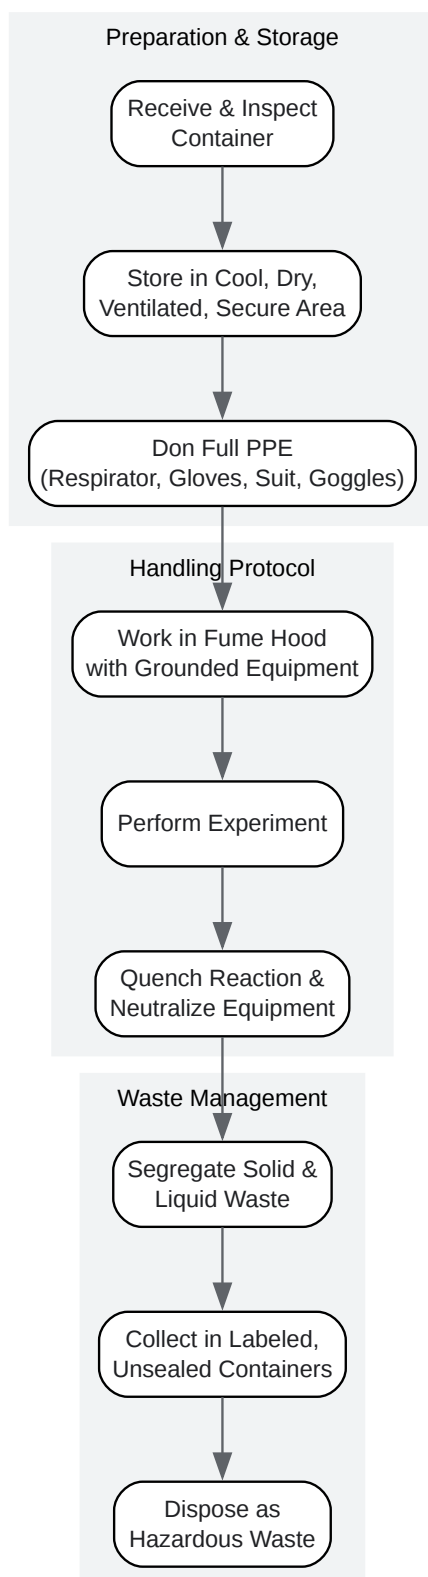 Preparation & Storage
Receive & Inspect
Container
Store in Cool, Dry,
Ventilated, Secure Area
Don Full PPE
(Respirator, Gloves, Suit, Goggles)
Handling Protocol
Work in Fume Hood
with Grounded Equipment
Perform Experiment
Quench Reaction &
Neutralize Equipment
Waste Management
Segregate Solid &
Liquid Waste
Collect in Labeled,
Unsealed Containers
Dispose as
Hazardous Waste